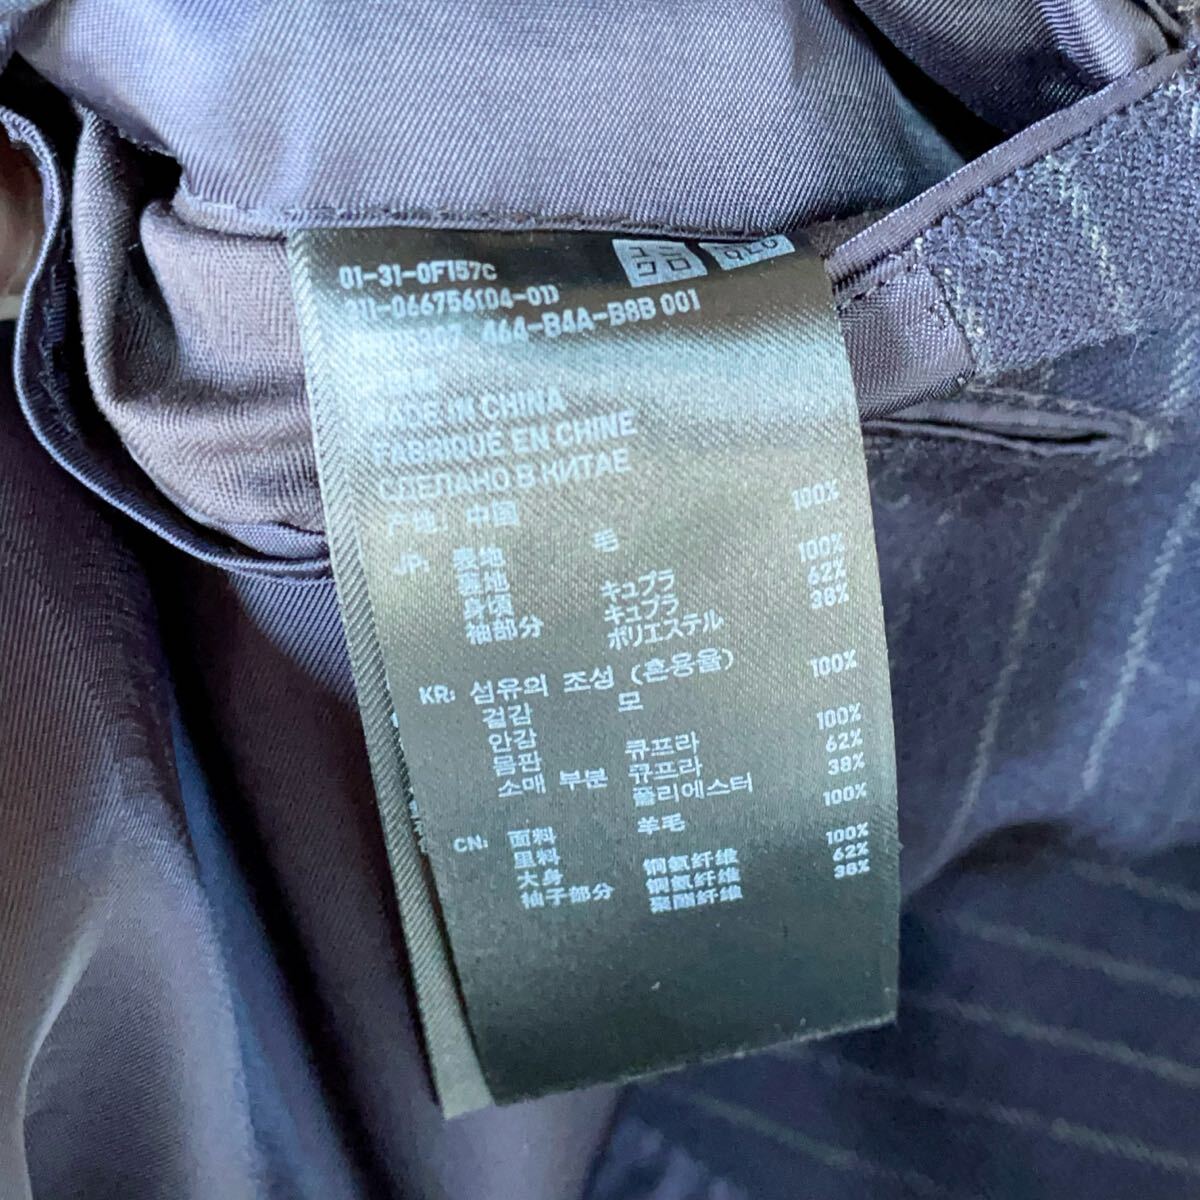 ユニ
クロ
01-31-0F157C
311-066756(04-01)
464-B4A-B8B 001
MADE IN CHINA
FABRIQUÉ EN CHINE
СДЕЛАНО В КИТАЕ
产地: 中国
JP: 表地 毛 100%
裏地
身頃 キュプラ 100%
袖部分 キュプラ 62%
ポリエステル 38%
KR: 섬유의 조성 (혼용율)
겉감 모 100%
안감
몸판 큐프라 100%
소매 부분 큐프라 62%
폴리에스터 38%
CN: 面料 羊毛 100%
里料
大身 铜氨纤维 100%
袖子部分 铜氨纤维 62%
聚酯纤维 38%